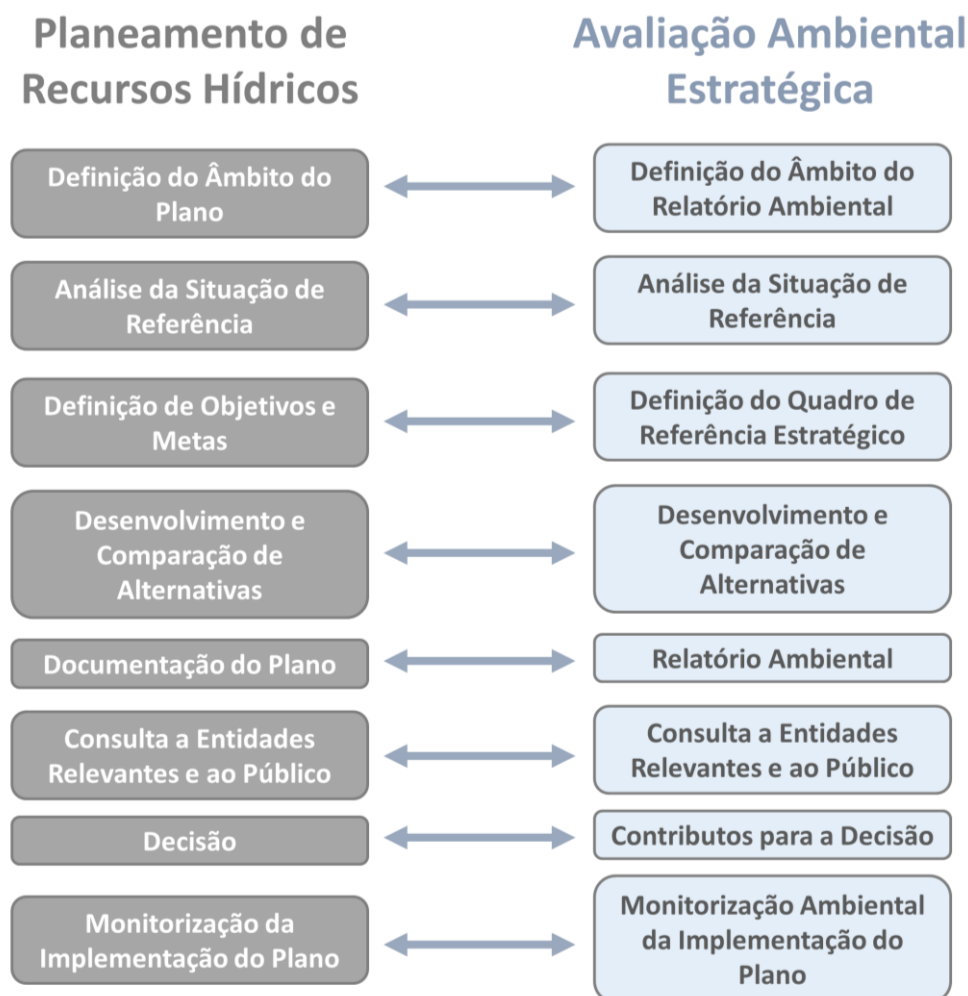 Planeamento de
Recursos Hídricos
Avaliação Ambiental
Estratégica
Definição do Âmbito do
Plano
Definição do Âmbito do
Relatório Ambiental
Análise da Situação de
Referência
Análise da Situação de
Referência
Definição de Objetivos e
Metas
Definição do Quadro de
Referência Estratégico
Desenvolvimento e
Comparação de
Alternativas
Desenvolvimento e
Comparação de
Alternativas
Documentação do Plano
Relatório Ambiental
Consulta a Entidades
Relevantes e ao Público
Consulta a Entidades
Relevantes e ao Público
Decisão
Contributos para a Decisão
Monitorização da
Implementação do Plano
Monitorização Ambiental
da Implementação do
Plano